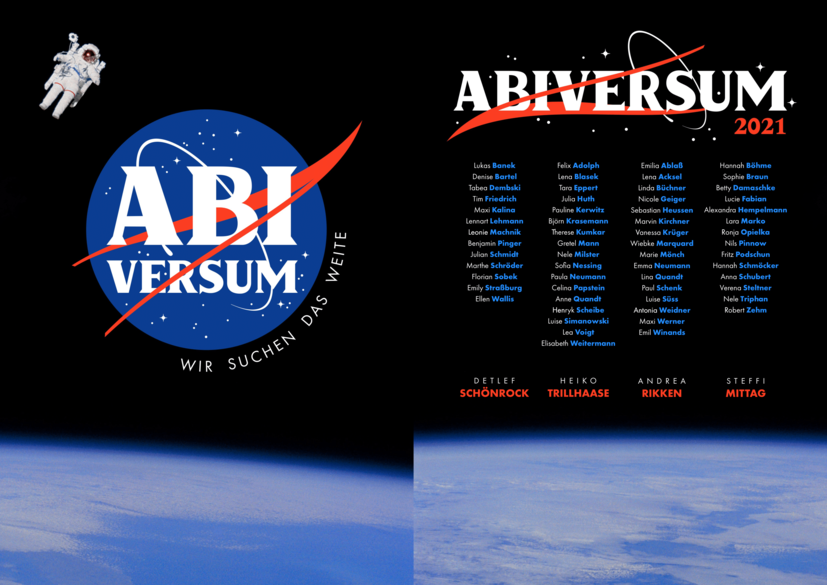 ABI
VERSUM
WIR SUCHEN DAS WEITE
ABIVERSUM
2021
Lukas Banek
Denise Bartel
Tabea Dembski
Tim Friedrich
Maxi Kalina
Lennart Lehmann
Leonie Machnik
Benjamin Pinger
Julian Schmidt
Marthe Schröder
Florian Sobek
Emily Straßburg
Ellen Wallis
Felix Adolph
Lena Blasek
Tara Eppert
Julia Huth
Pauline Kerwitz
Björn Krasemann
Therese Kumkar
Gretel Mann
Nele Milster
Sofia Nessing
Paula Neumann
Celina Papstein
Anne Quandt
Henryk Scheibe
Luise Simanowski
Lea Voigt
Elisabeth Weitermann
Emilia Ablaß
Lena Acksel
Linda Büchner
Nicole Geiger
Sebastian Heussen
Marvin Kirchner
Vanessa Krüger
Wiebke Marquard
Marie Mönch
Emma Neumann
Lina Quandt
Paul Schenk
Luise Süss
Antonia Weidner
Maxi Werner
Emil Winands
Hannah Böhme
Sophie Braun
Betty Damaschke
Lucie Fabian
Alexandra Hempelmann
Lara Marko
Ronja Opielka
Nils Pinnow
Fritz Podschun
Hannah Schmöcker
Anna Schubert
Verena Steltner
Nele Triphan
Robert Zehm
DETLEF
SCHÖNROCK
HEIKO
TRILLHAASE
ANDREA
RIKKEN
STEFFI
MITTAG